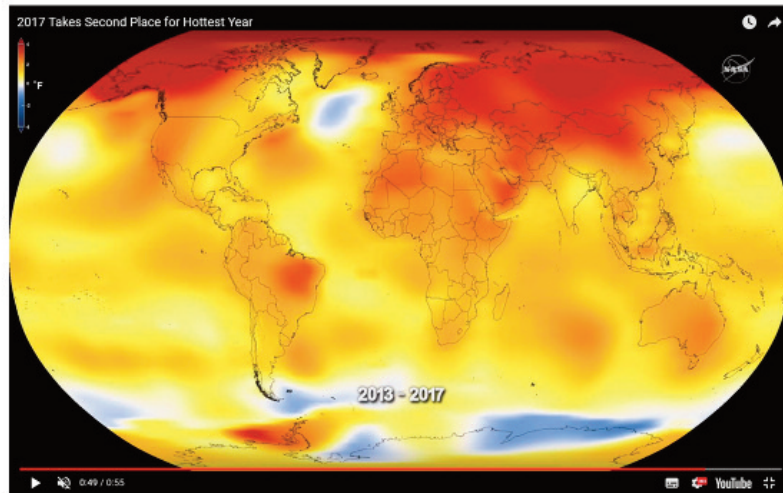 2017 Takes Second Place for Hottest Year
°F
NASA
2013 - 2017
0:49 / 0:55
YouTube